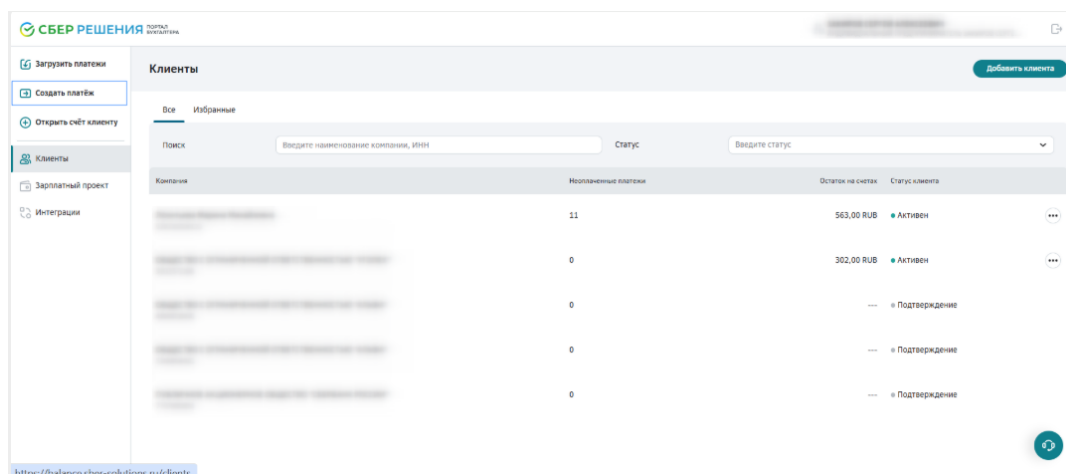 СБЕР РЕШЕНИЯ ПОРТАЛ БУХГАЛТЕРА
Загрузить платежи
Создать платёж
Открыть счёт клиенту
Клиенты
Зарплатный проект
Интеграции
Клиенты
Добавить клиента
Все Избранные
Поиск Введите наименование компании, ИНН Статус Введите статус
Компания Неоплаченные платежи Остаток на счетах Статус клиента
11 563,00 RUB Активен
0 302,00 RUB Активен
0 --- Подтверждение
0 --- Подтверждение
0 --- Подтверждение
https://balance.sber-solutions.ru/clients